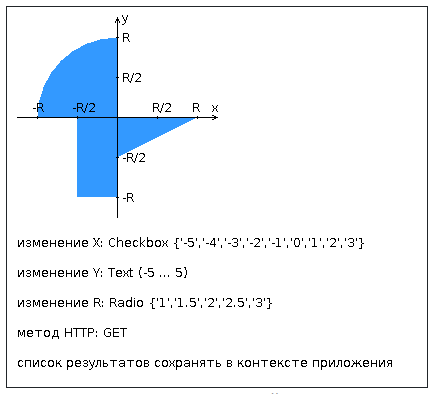 y
R
R/2
-R
-R/2
R/2
R
x
-R/2
-R
изменение X: Checkbox {'-5','-4','-3','-2','-1','0','1','2','3'}
изменение Y: Text (-5 ... 5)
изменение R: Radio {'1','1.5','2','2.5','3'}
метод HTTP: GET
список результатов сохранять в контексте приложения